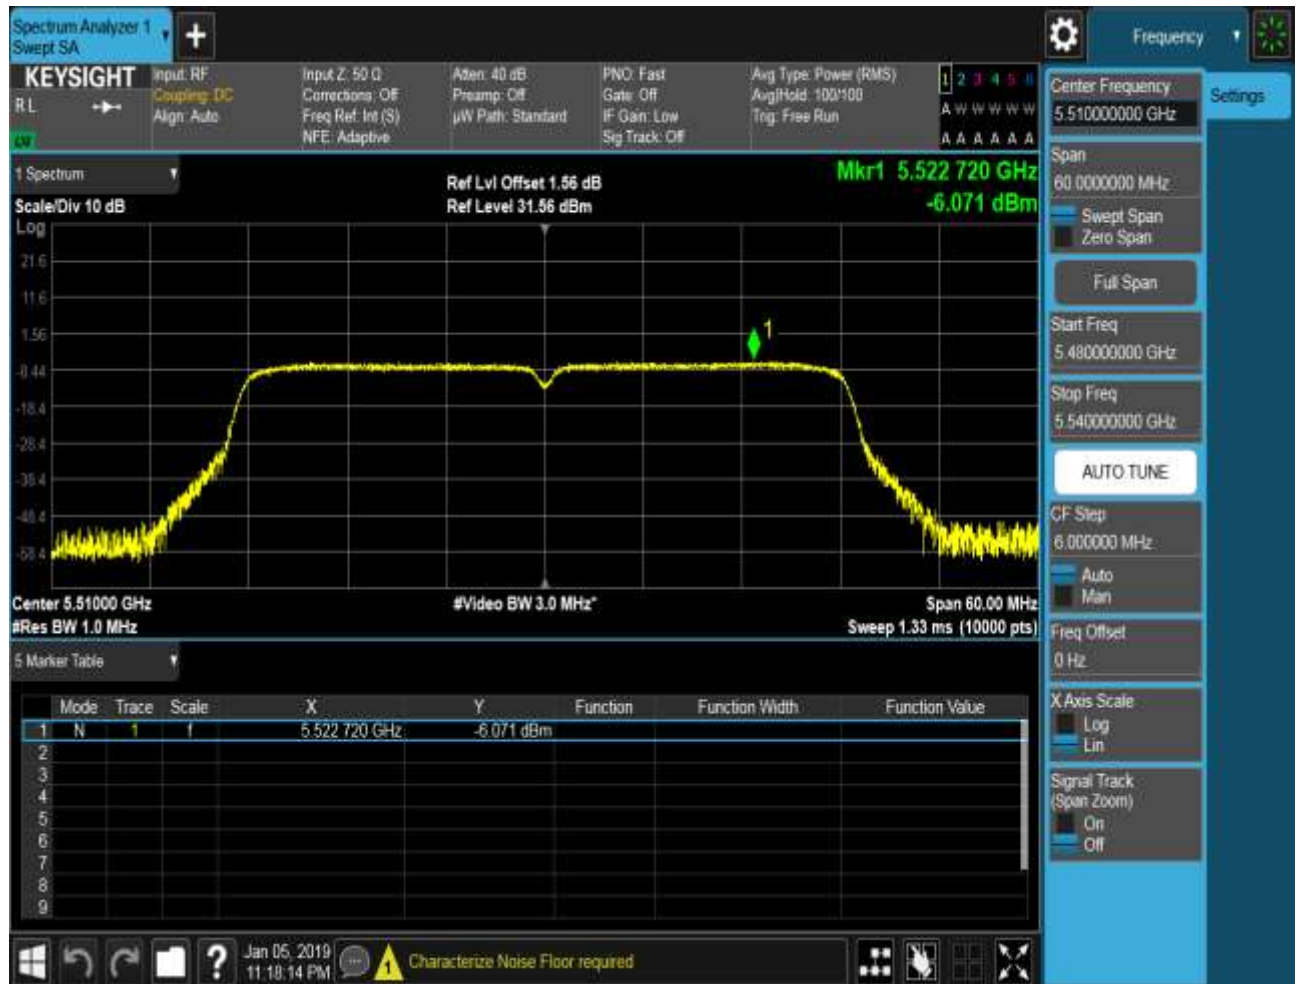 Spectrum Analyzer 1
Swept SA
Frequency
KEYSIGHT
RL
Input: RF
Coupling: DC
Align: Auto
Input Z: 50 Ω
Corrections: Off
Freq Ref: Int (S)
NFE: Adaptive
Atten: 40 dB
Preamp: Off
µW Path: Standard
PNO: Fast
Gate: Off
IF Gain: Low
Sig Track: Off
Avg Type: Power (RMS)
Avg|Hold: 100/100
Trig: Free Run
1 2 3 4 5 6
A W W W W W
A A A A A A
1 Spectrum
Scale/Div 10 dB
Log
Ref Lvl Offset 1.56 dB
Ref Level 31.56 dBm
Mkr1 5.522 720 GHz
-6.071 dBm
21.6
11.6
1.56
-8.44
-18.4
-28.4
-38.4
-48.4
-58.4
1
Center 5.51000 GHz
#Res BW 1.0 MHz
#Video BW 3.0 MHz*
Span 60.00 MHz
Sweep 1.33 ms (10000 pts)
5 Marker Table
Mode Trace Scale X Y Function Function Width Function Value
1 N 1 f 5.522 720 GHz -6.071 dBm
2
3
4
5
6
7
8
9
Jan 05, 2019
11:18:14 PM
Characterize Noise Floor required
Center Frequency
5.510000000 GHz
Settings
Span
60.0000000 MHz
Swept Span
Zero Span
Full Span
Start Freq
5.480000000 GHz
Stop Freq
5.540000000 GHz
AUTO TUNE
CF Step
6.000000 MHz
Auto
Man
Freq Offset
0 Hz
X Axis Scale
Log
Lin
Signal Track
(Span Zoom)
On
Off